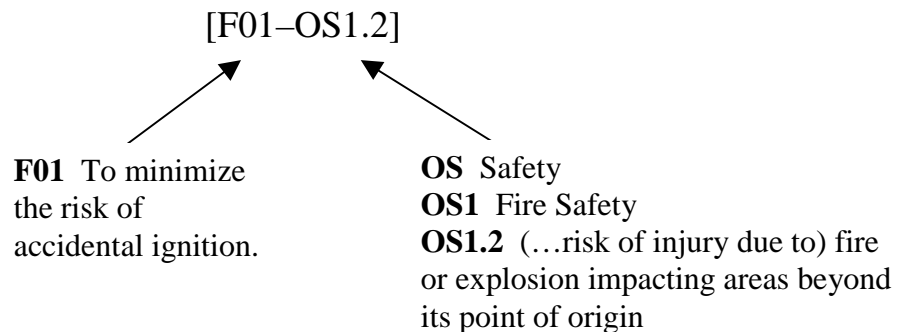 [F01–OS1.2]
F01 To minimize
the risk of
accidental ignition.
OS Safety
OS1 Fire Safety
OS1.2 (…risk of injury due to) fire
or explosion impacting areas beyond
its point of origin